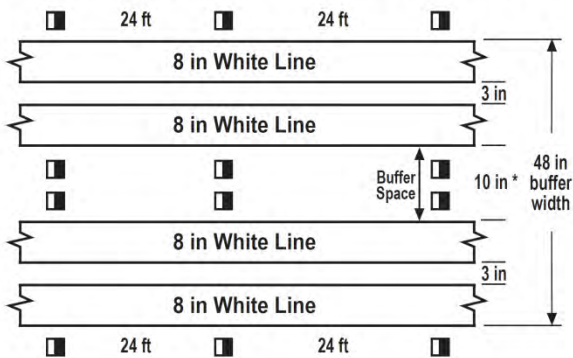 24 ft 24 ft
8 in White Line
3 in
8 in White Line
Buffer
Space
10 in *
48 in
buffer
width
8 in White Line
3 in
8 in White Line
24 ft 24 ft